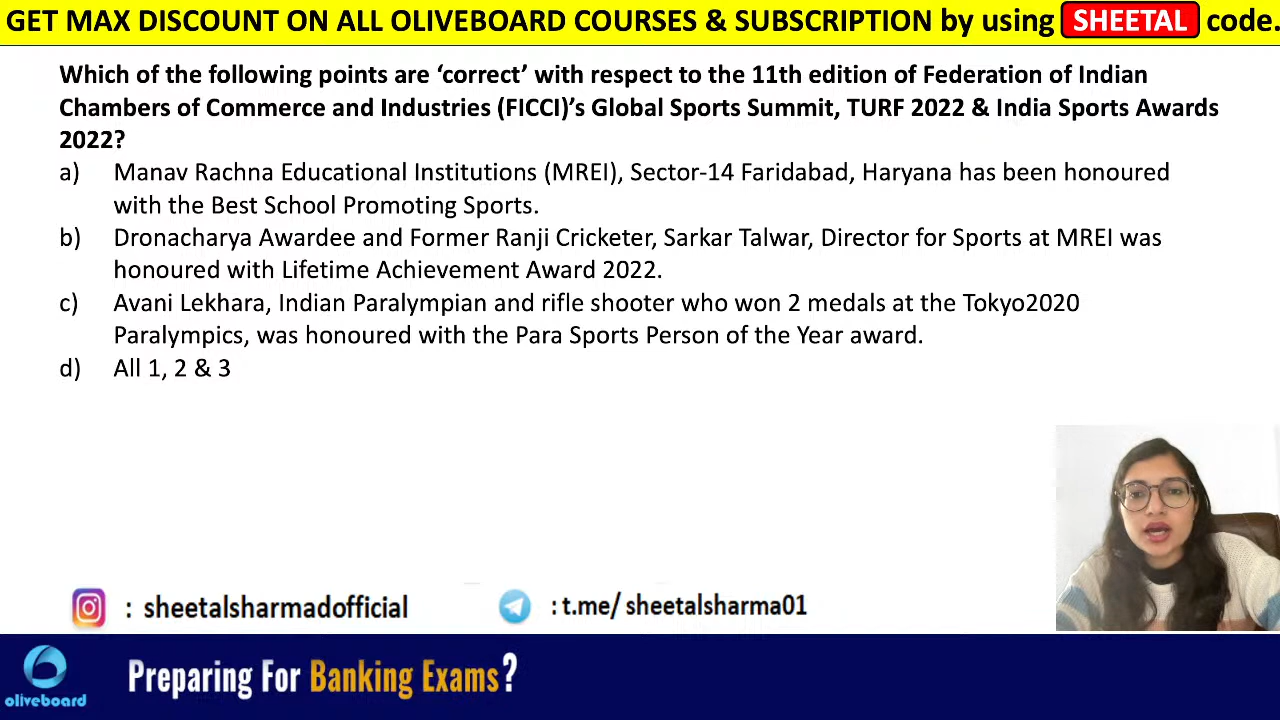 GET MAX DISCOUNT ON ALL OLIVEBOARD COURSES & SUBSCRIPTION by using SHEETAL code.
Which of the following points are ‘correct’ with respect to the 11th edition of Federation of Indian
Chambers of Commerce and Industries (FICCI)’s Global Sports Summit, TURF 2022 & India Sports Awards
2022?
a) Manav Rachna Educational Institutions (MREI), Sector-14 Faridabad, Haryana has been honoured
with the Best School Promoting Sports.
b) Dronacharya Awardee and Former Ranji Cricketer, Sarkar Talwar, Director for Sports at MREI was
honoured with Lifetime Achievement Award 2022.
c) Avani Lekhara, Indian Paralympian and rifle shooter who won 2 medals at the Tokyo2020
Paralympics, was honoured with the Para Sports Person of the Year award.
d) All 1, 2 & 3
: sheetalsharmadofficial
: t.me/ sheetalsharma01
Preparing For Banking Exams?
oliveboard